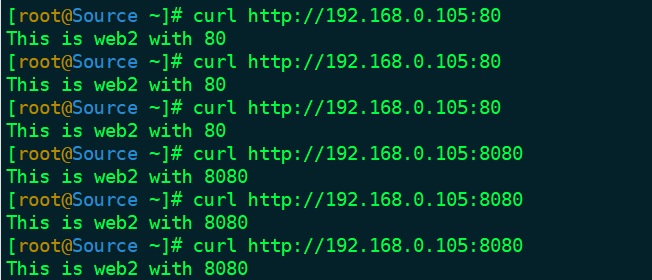 [root@Source ~]# curl http://192.168.0.105:80
This is web2 with 80
[root@Source ~]# curl http://192.168.0.105:80
This is web2 with 80
[root@Source ~]# curl http://192.168.0.105:80
This is web2 with 80
[root@Source ~]# curl http://192.168.0.105:8080
This is web2 with 8080
[root@Source ~]# curl http://192.168.0.105:8080
This is web2 with 8080
[root@Source ~]# curl http://192.168.0.105:8080
This is web2 with 8080